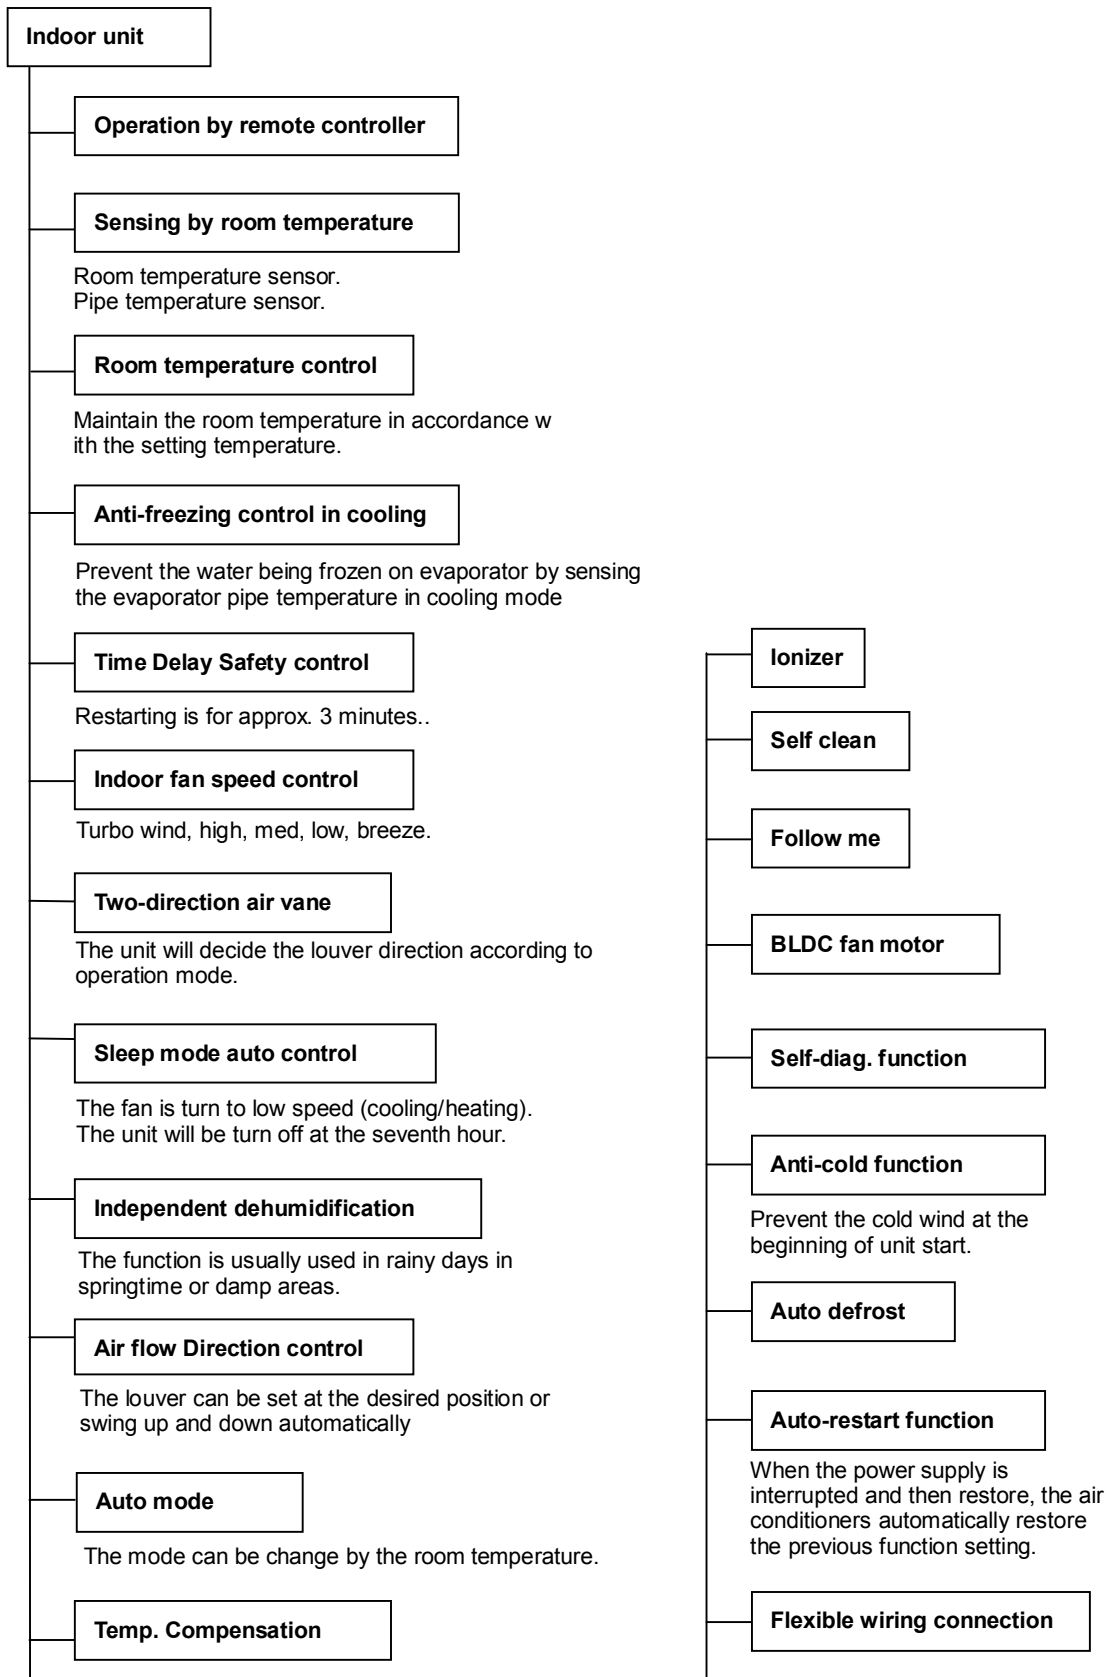 Indoor unit
Operation by remote controller
Sensing by room temperature
Room temperature sensor.
Pipe temperature sensor.
Room temperature control
Maintain the room temperature in accordance w
ith the setting temperature.
Anti-freezing control in cooling
Prevent the water being frozen on evaporator by sensing
the evaporator pipe temperature in cooling mode
Time Delay Safety control
Restarting is for approx. 3 minutes..
Indoor fan speed control
Turbo wind, high, med, low, breeze.
Two-direction air vane
The unit will decide the louver direction according to
operation mode.
Sleep mode auto control
The fan is turn to low speed (cooling/heating).
The unit will be turn off at the seventh hour.
Independent dehumidification
The function is usually used in rainy days in
springtime or damp areas.
Air flow Direction control
The louver can be set at the desired position or
swing up and down automatically
Auto mode
The mode can be change by the room temperature.
Temp. Compensation
Ionizer
Self clean
Follow me
BLDC fan motor
Self-diag. function
Anti-cold function
Prevent the cold wind at the
beginning of unit start.
Auto defrost
Auto-restart function
When the power supply is
interrupted and then restore, the air
conditioners automatically restore
the previous function setting.
Flexible wiring connection